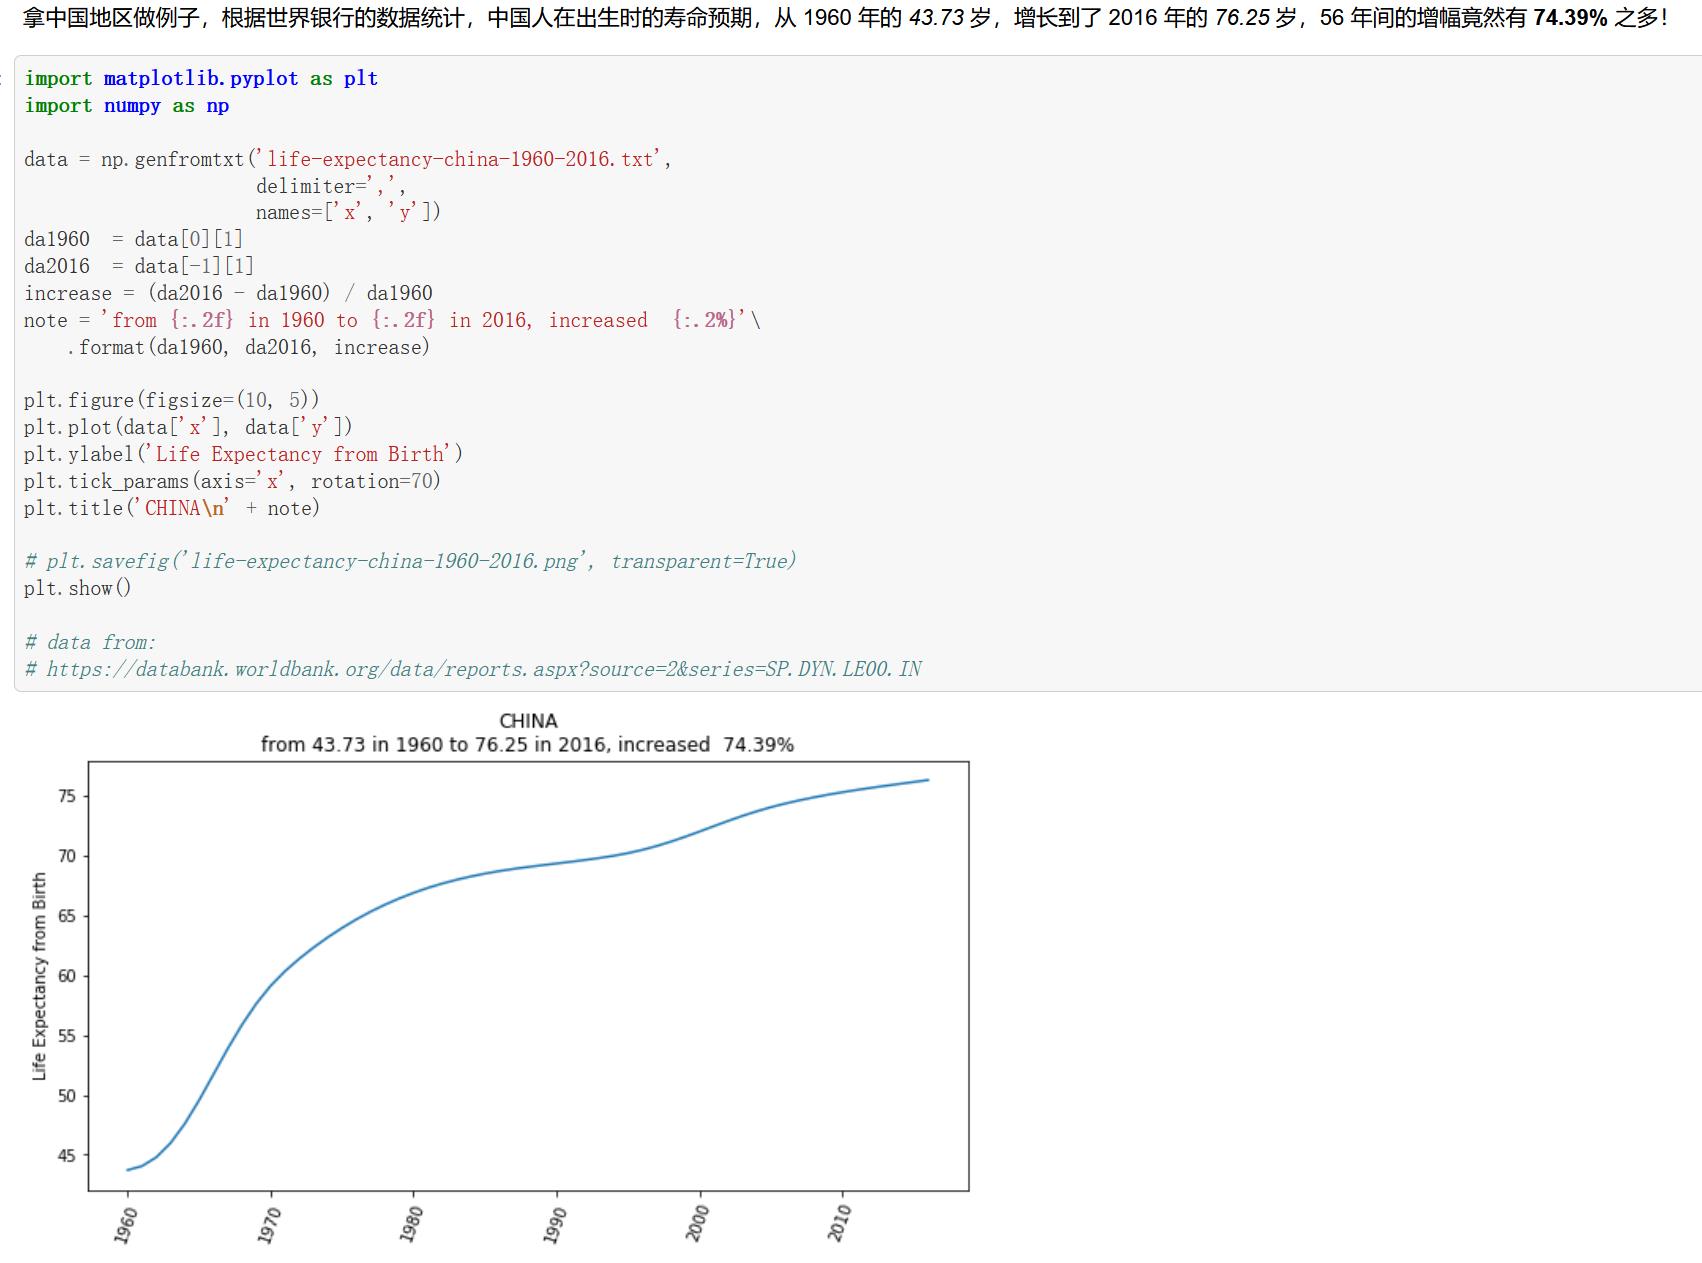 拿中国地区做例子，根据世界银行的数据统计，中国人在出生时的寿命预期，从 1960 年的 43.73 岁，增长到了 2016 年的 76.25 岁，56 年间的增幅竟然有 74.39% 之多！
import matplotlib.pyplot as plt
import numpy as np
data = np.genfromtxt('life-expectancy-china-1960-2016.txt',
delimiter=',',
names=['x', 'y'])
da1960  = data[0][1]
da2016  = data[-1][1]
increase = (da2016 - da1960) / da1960
note = 'from {:.2f} in 1960 to {:.2f} in 2016, increased  {:.2%}'\
.format(da1960, da2016, increase)
plt.figure(figsize=(10, 5))
plt.plot(data['x'], data['y'])
plt.ylabel('Life Expectancy from Birth')
plt.tick_params(axis='x', rotation=70)
plt.title('CHINA\n' + note)
# plt.savefig('life-expectancy-china-1960-2016.png', transparent=True)
plt.show()
# data from:
# https://databank.worldbank.org/data/reports.aspx?source=2&series=SP.DYN.LE00.IN
CHINA
from 43.73 in 1960 to 76.25 in 2016, increased  74.39%
75
70
65
60
55
50
45
Life Expectancy from Birth
1960 1970 1980 1990 2000 2010